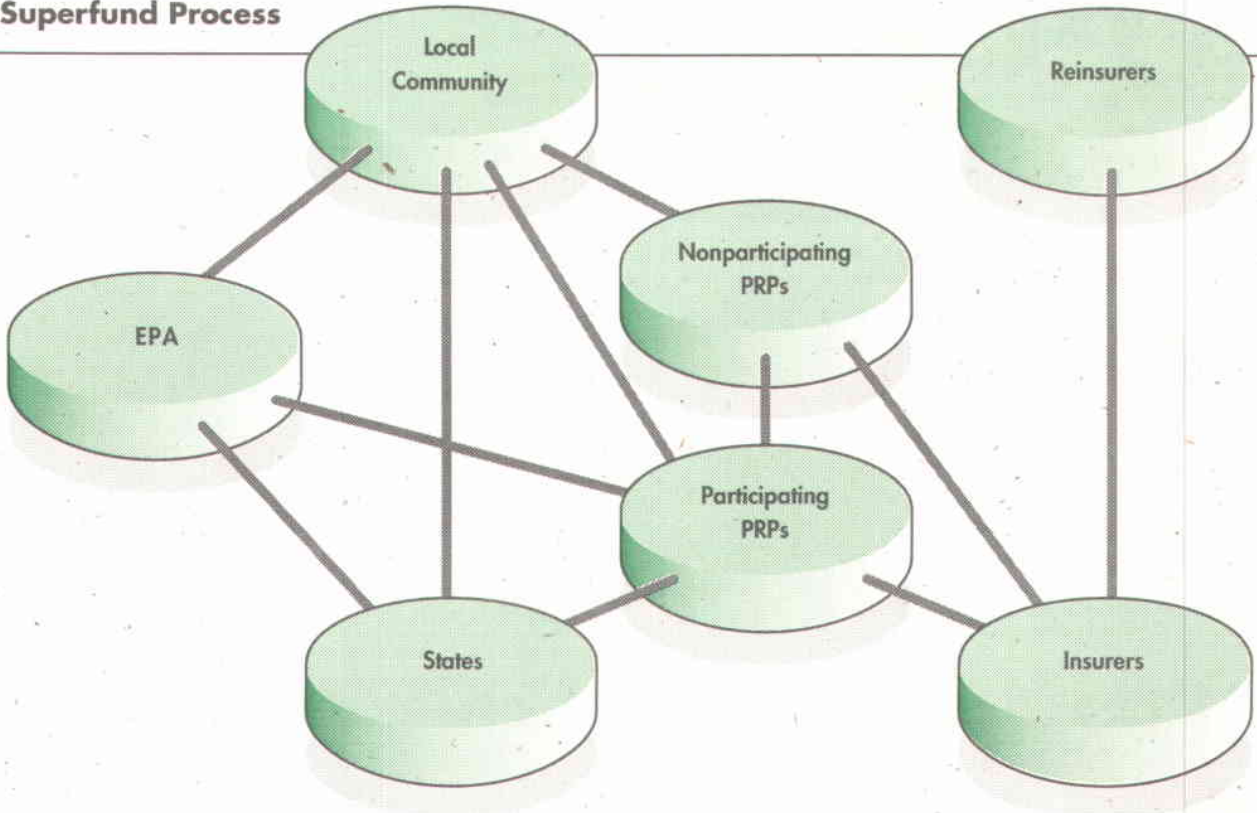 Superfund Process
Local
Community
Reinsurers
Nonparticipating
PRPs
EPA
Participating
PRPs
States
Insurers